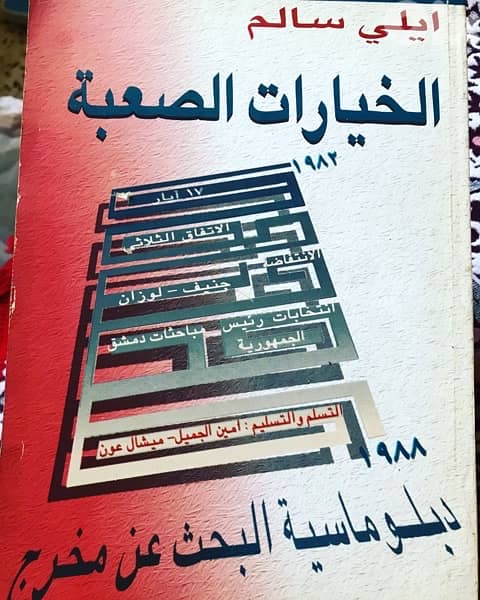 ايلي سالم
الخيارات الصعبة
١٩٨٢
١٧ أيار
الاتفاق الثلاثي
الانتفاضة
جنيف - لوزان
انتخابات رئيس
الجمهورية
مباحثات دمشق
التسلم والتسليم : أمين الجميل - ميشال عون
١٩٨٨
دبلوماسية البحث عن مخرج